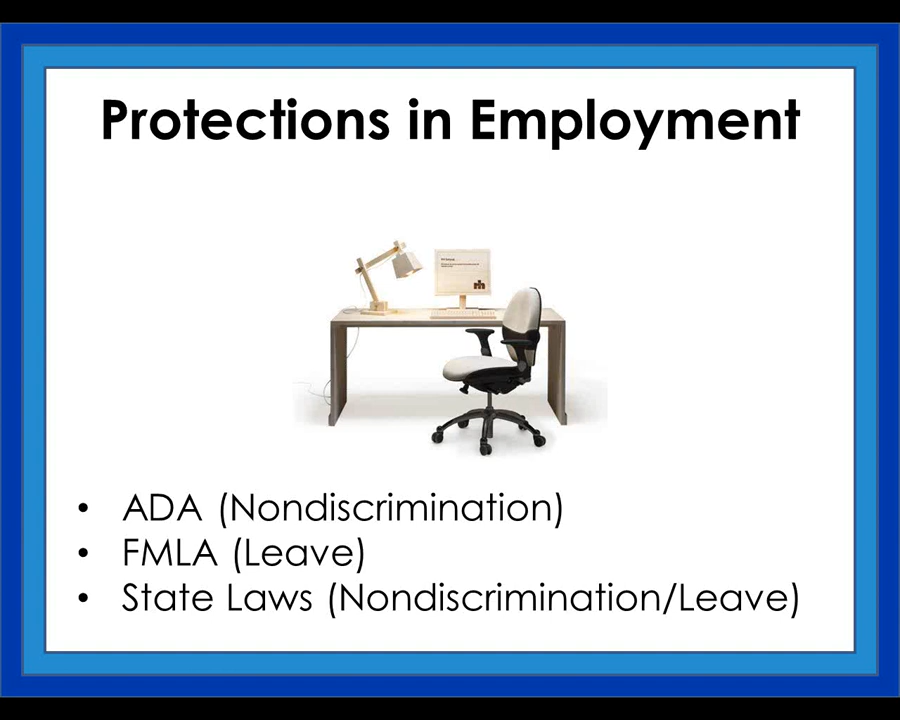 Protections in Employment
• ADA (Nondiscrimination)
• FMLA (Leave)
• State Laws (Nondiscrimination/Leave)